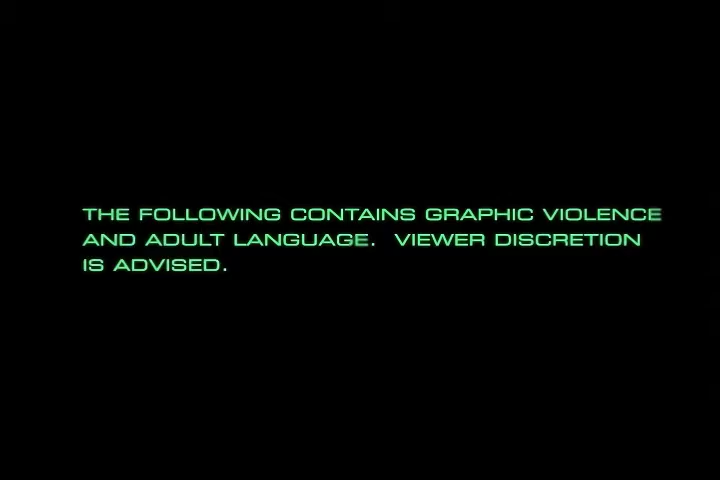 THE FOLLOWING CONTAINS GRAPHIC VIOLENCE
AND ADULT LANGUAGE.  VIEWER DISCRETION
IS ADVISED.